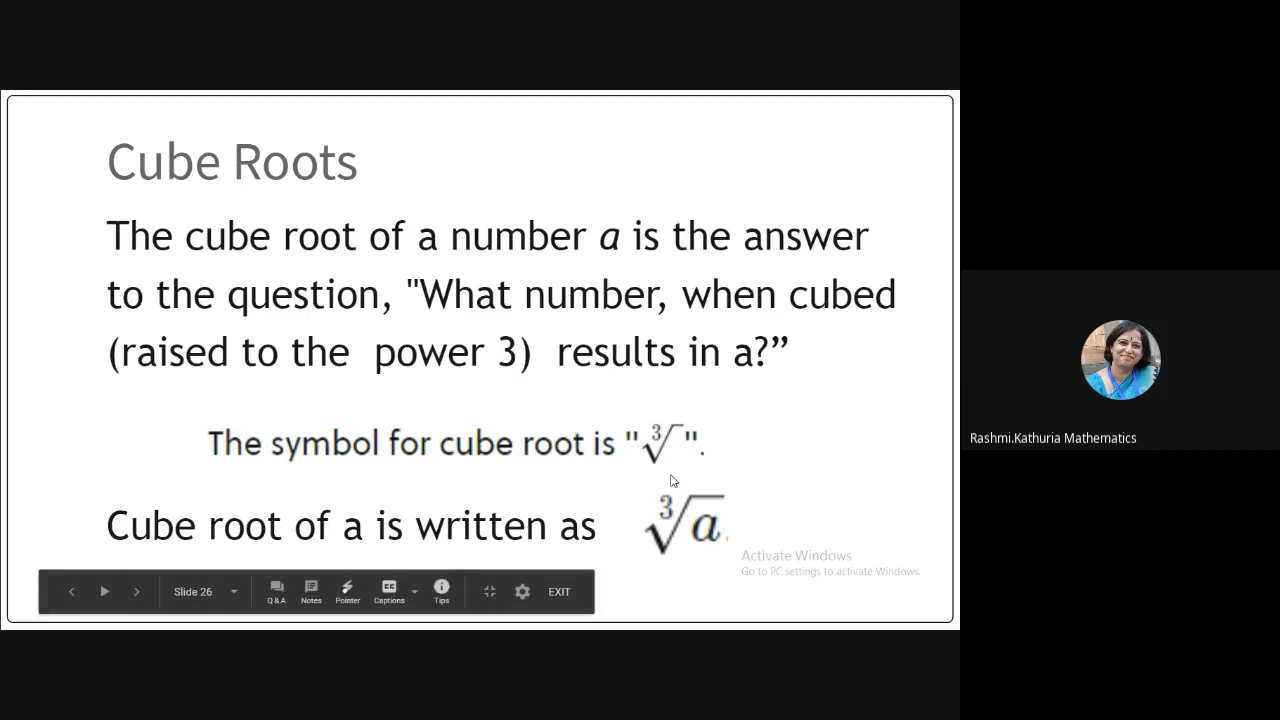 Cube Roots
The cube root of a number a is the answer
to the question, "What number, when cubed
(raised to the power 3) results in a?”
The symbol for cube root is "∛".
Cube root of a is written as ∛a.
Activate Windows
Go to PC settings to activate Windows.
Slide 26
Q & A
Notes
Pointer
CC
Captions
Tips
EXIT
Rashmi.Kathuria Mathematics